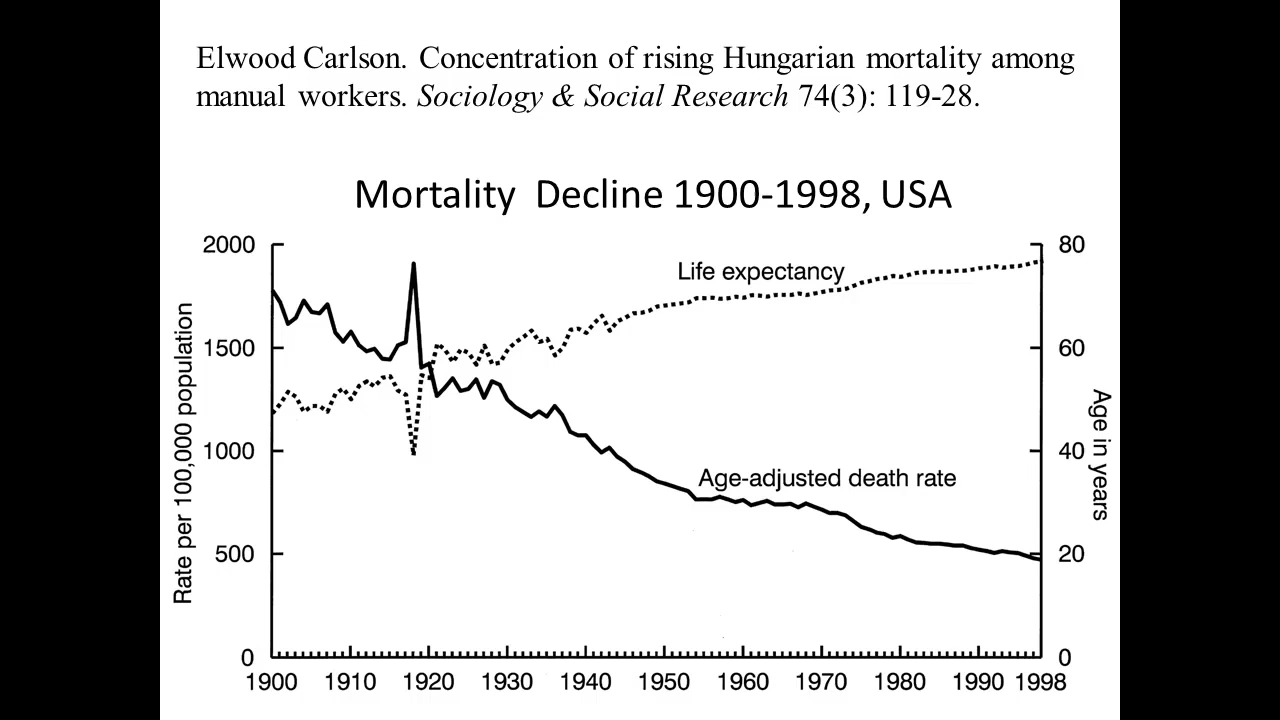 Elwood Carlson. Concentration of rising Hungarian mortality among
manual workers. Sociology & Social Research 74(3): 119-28.
Mortality Decline 1900-1998, USA
2000
80
Life expectancy
1500
60
Rate per 100,000 population
Age in years
1000
40
Age-adjusted death rate
500
20
0
0
1900 1910 1920 1930 1940 1950 1960 1970 1980 1990 1998